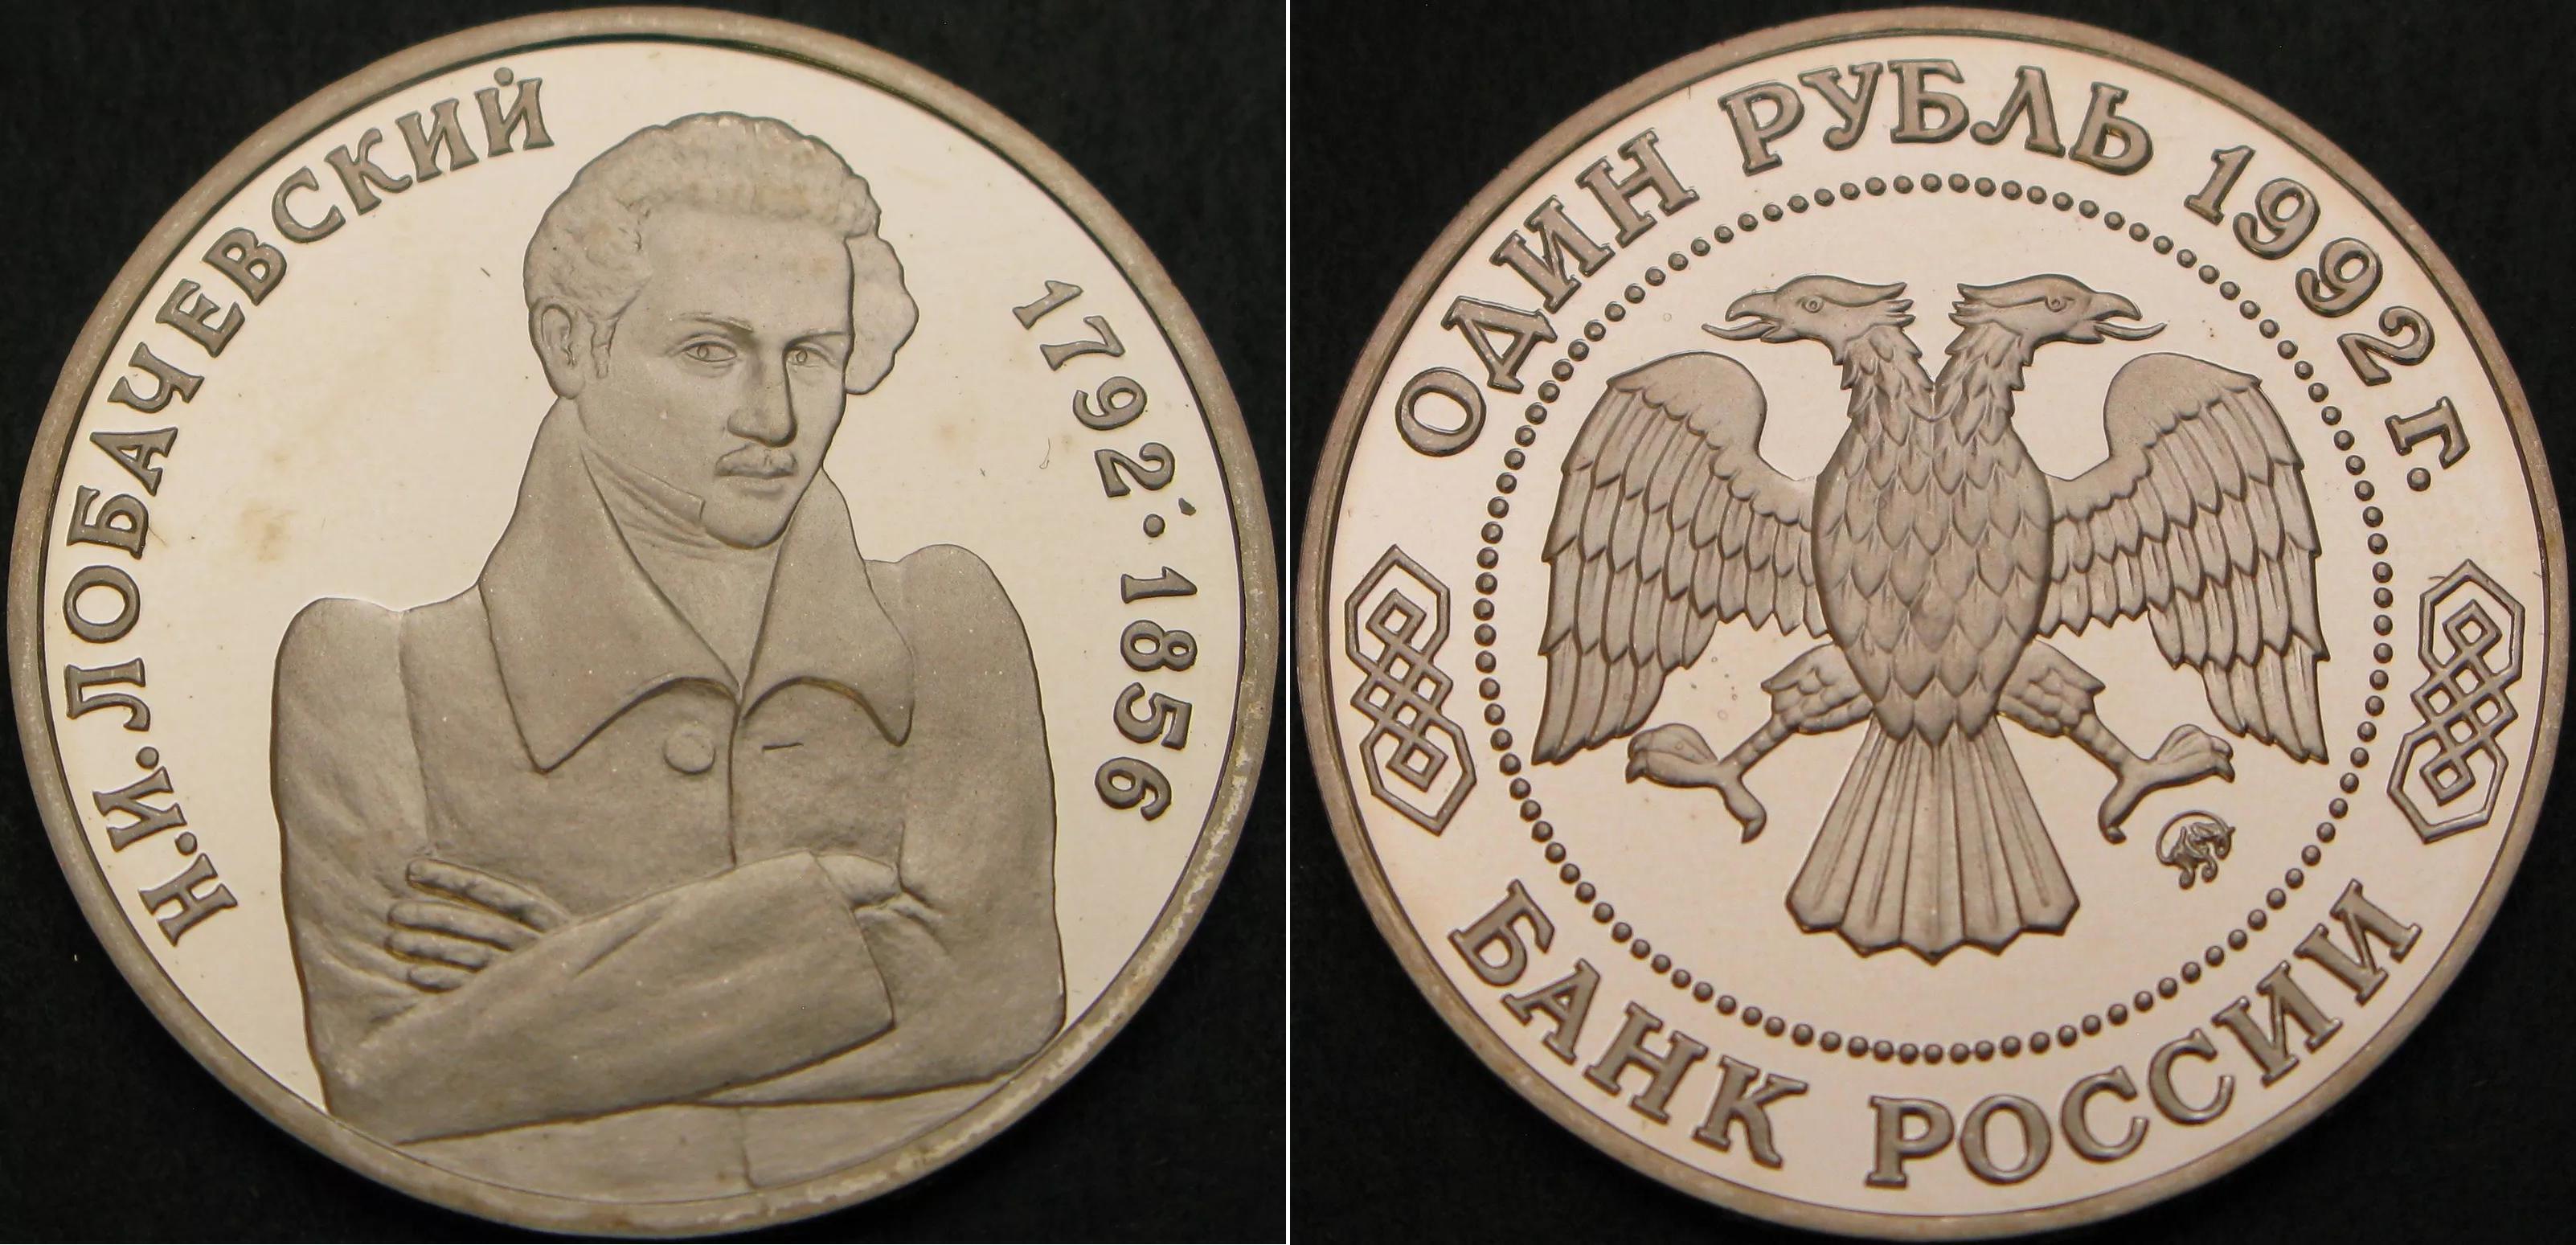 Н.И.ЛОБАЧЕВСКИЙ
1792·1856
ОДИН РУБЛЬ 1992 г.
БАНК РОССИИ